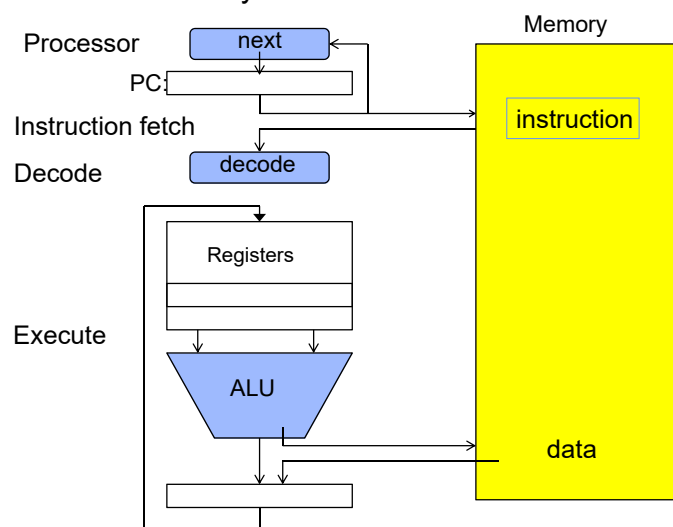 Memory
Processor
next
PC:
instruction
Instruction fetch
decode
Decode
Registers
Execute
ALU
data